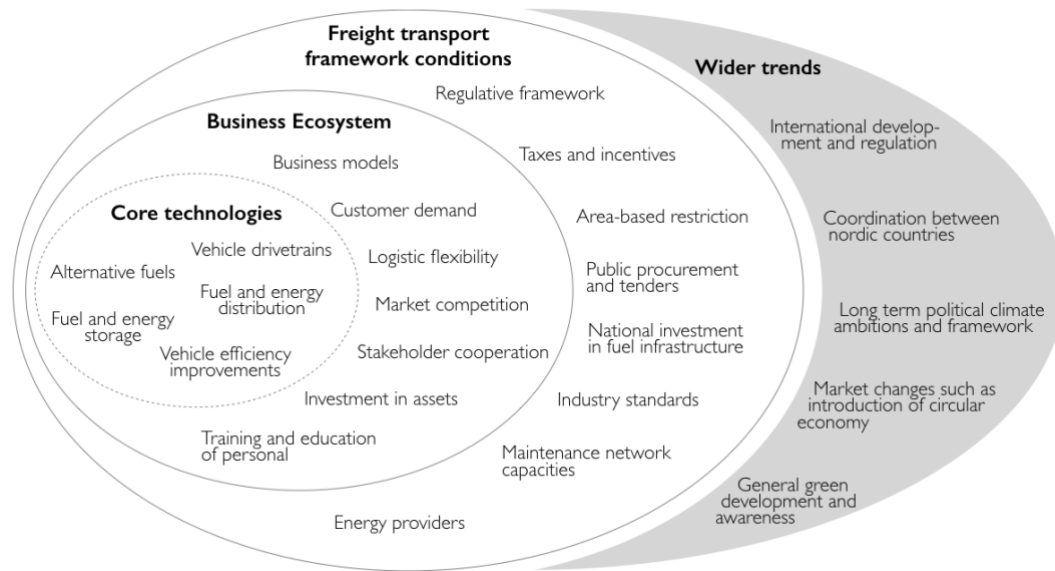 Freight transport
framework conditions
Wider trends
Regulative framework
Business Ecosystem
International develop-
ment and regulation
Business models
Taxes and incentives
Core technologies
Customer demand
Area-based restriction
Coordination between
nordic countries
Vehicle drivetrains
Logistic flexibility
Alternative fuels
Public procurement
and tenders
Fuel and energy
distribution
Market competition
Long term political climate
ambitions and framework
Fuel and energy
storage
National investment
in fuel infrastructure
Vehicle efficiency
improvements
Stakeholder cooperation
Market changes such as
introduction of circular
economy
Investment in assets
Industry standards
Training and education
of personal
Maintenance network
capacities
General green
development and
awareness
Energy providers